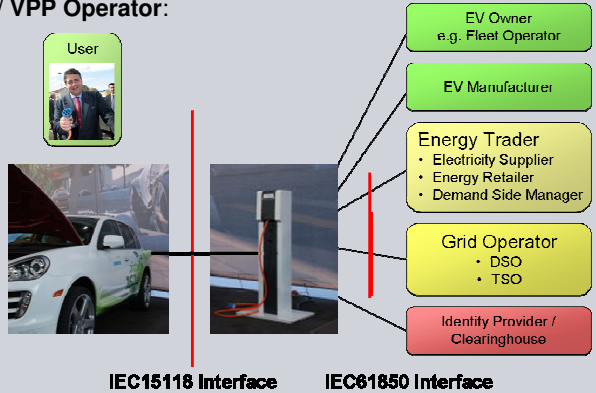 / VPP Operator:
User
EV Owner
e.g. Fleet Operator
EV Manufacturer
Energy Trader
• Electricity Supplier
• Energy Retailer
• Demand Side Manager
Grid Operator
• DSO
• TSO
Identity Provider /
Clearinghouse
IEC15118 Interface
IEC61850 Interface